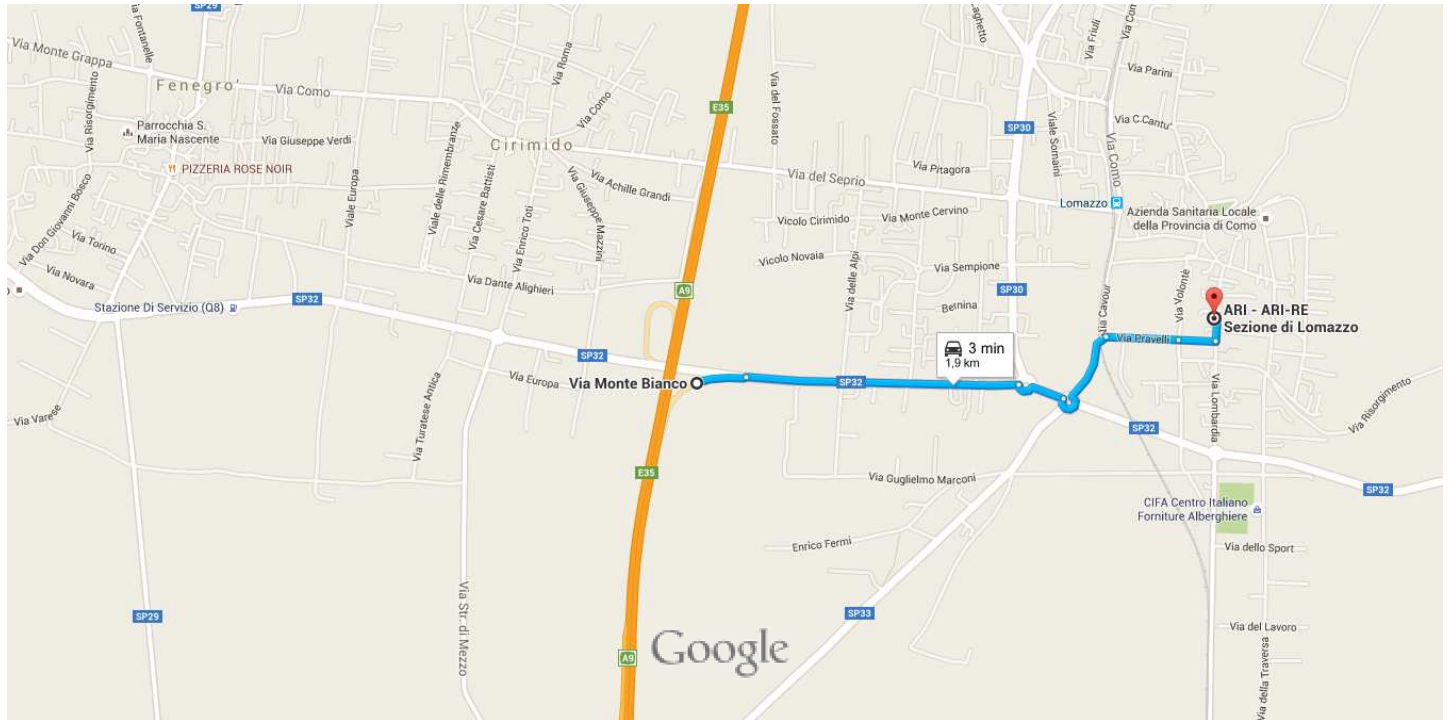 SP29
Via Fontanelle
Via Monte Grappa
Fenegro'
Via Como
Via Roma
Via Como
Via Risorgimento
Parrocchia S.
Maria Nascente
Via Giuseppe Verdi
PIZZERIA ROSE NOIR
Cirimido
Viale delle Rimembranze
Via Cesare Battisti
Via Achille Grandi
Via Giuseppe Mazzini
Via Enrico Toti
Viale Europa
Via Don Giovanni Bosco
Via Torino
Via Novara
Via Dante Alighieri
Stazione Di Servizio (Q8)
SP32
SP32
Via Europa
Via Monte Bianco
Via Varese
Via Turatese Antica
Via Str. di Mezzo
SP29
E35
A9
E35
A9
Via del Fossato
Via Friuli
Via Parini
SP30
Viale Somaini
Via C Cantu'
Via Como
Via Pitagora
Via del Seprio
Lomazzo
Azienda Sanitaria Locale
della Provincia di Como
Vicolo Cirimido
Via Monte Cervino
Vicolo Novaia
Via delle Alpi
Via Sempione
SP30
Bernina
Via Cavour
Via Volontè
ARI - ARI-RE
Sezione di Lomazzo
Via Pravelli
3 min
1,9 km
SP32
Via Lombardia
Via Risorgimento
SP32
SP32
Via Guglielmo Marconi
CIFA Centro Italiano
Forniture Alberghiere
Enrico Fermi
Via dello Sport
SP33
Via del Lavoro
Via della Traversa
Google